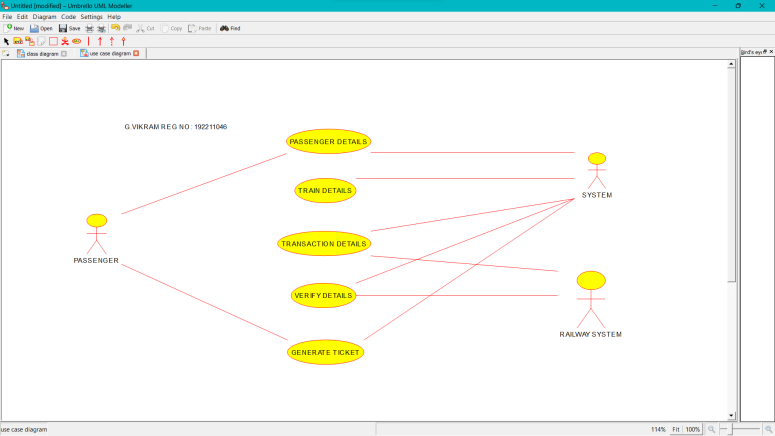 Untitled [modified] – Umbrello UML Modeller
File Edit Diagram Code Settings Help
New Open Save Cut Copy Paste Find
class diagram use case diagram
G.VIKRAM REG NO: 192211046
PASSENGER DETAILS
TRAIN DETAILS
SYSTEM
TRANSACTION DETAILS
PASSENGER
VERIFY DETAILS
RAILWAY SYSTEM
GENERATE TICKET
use case diagram 114% Fit 100%